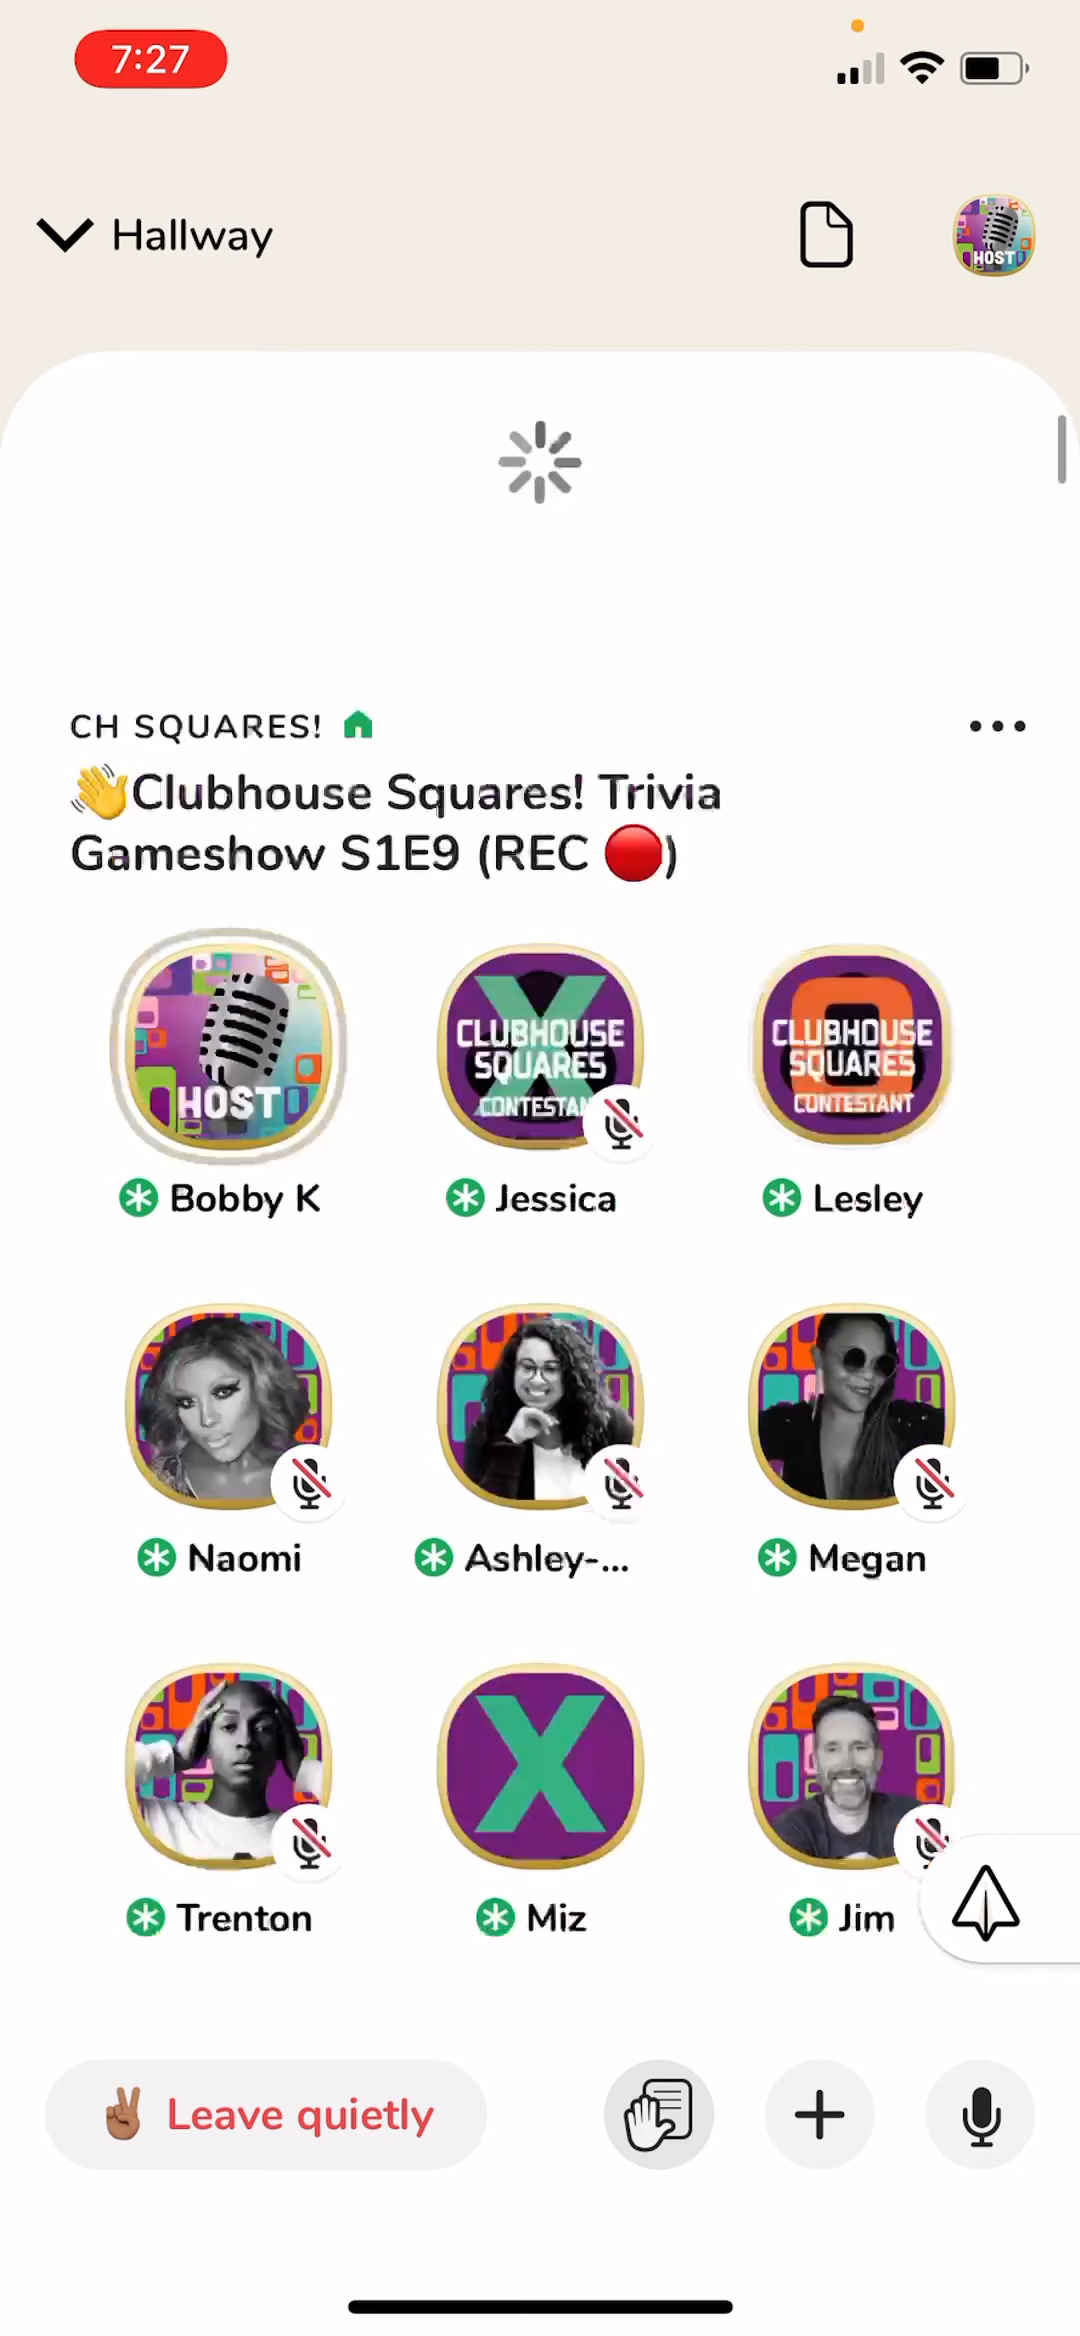 7:27
Hallway
HOST
CH SQUARES!
👋Clubhouse Squares! Trivia
Gameshow S1E9 (REC 🔴)
HOST
CLUBHOUSE
SQUARES
CONTESTAN
CLUBHOUSE
SQUARES
CONTESTANT
Bobby K
Jessica
Lesley
Naomi
Ashley-...
Megan
X
Trenton
Miz
Jim
✌🏽 Leave quietly